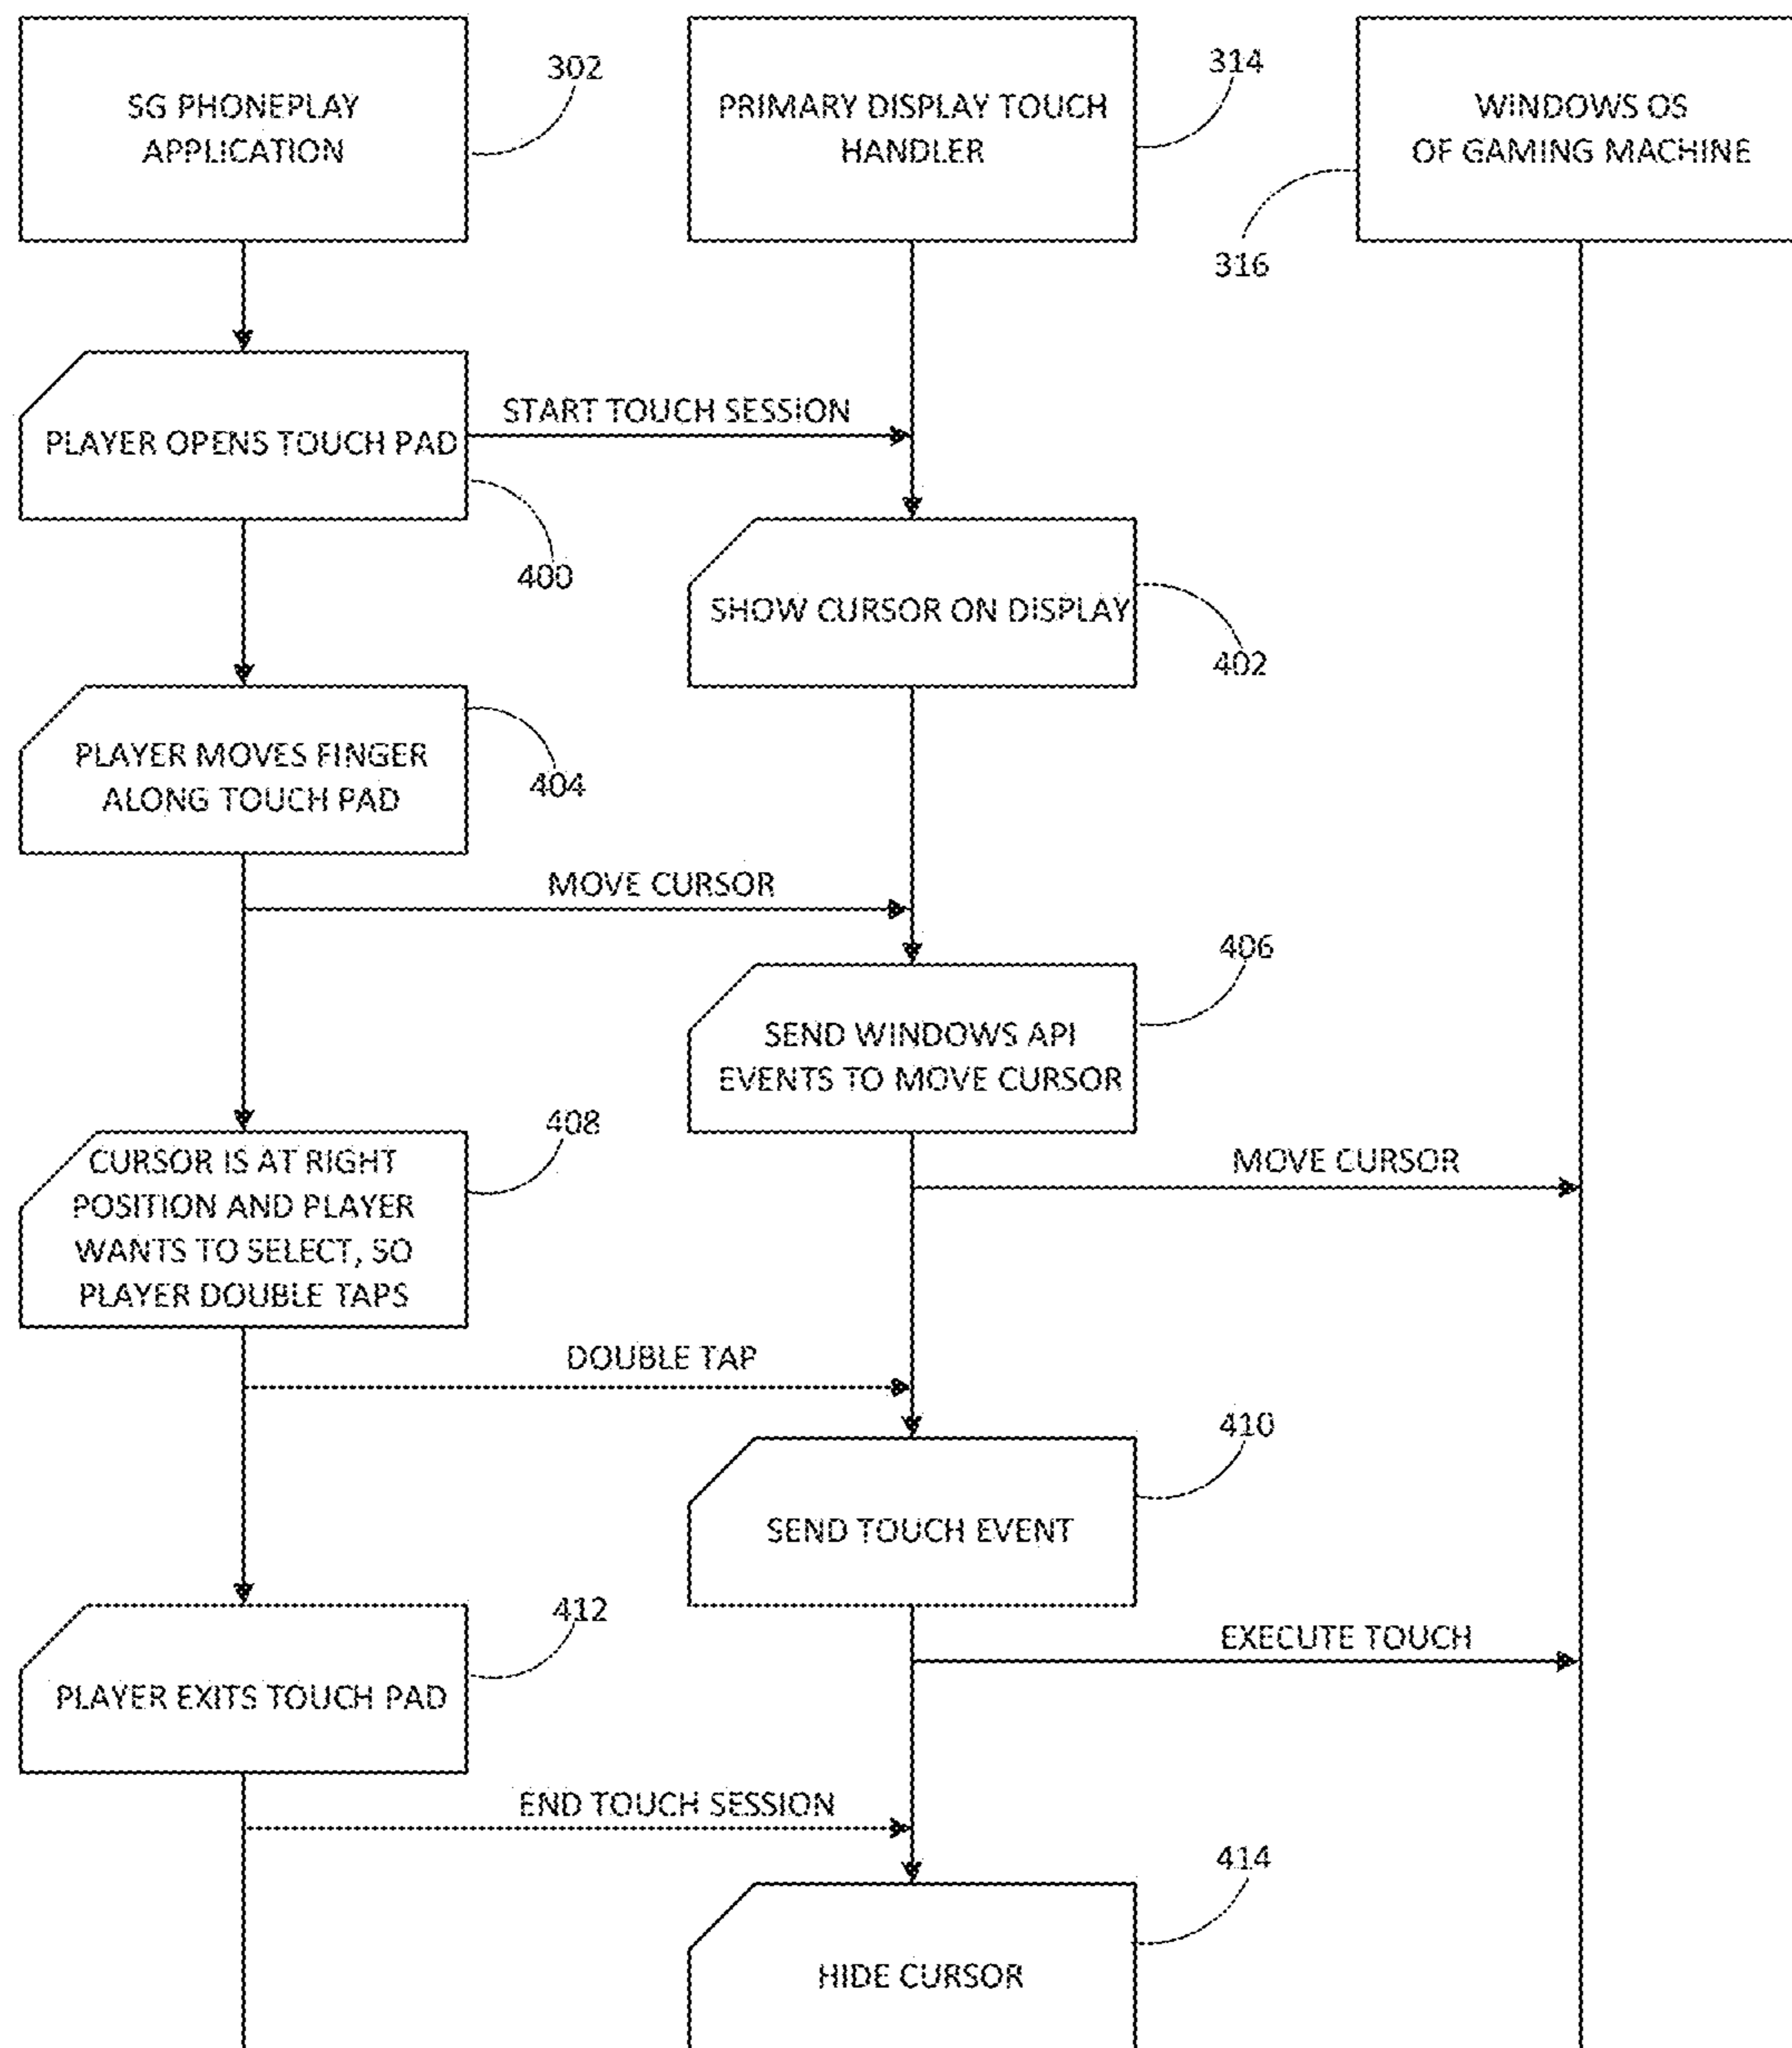 SG PHONEPLAY
APPLICATION
302
PRIMARY DISPLAY TOUCH
HANDLER
314
WINDOWS OS
OF GAMING MACHINE
316
PLAYER OPENS TOUCH PAD
START TOUCH SESSION
400
SHOW CURSOR ON DISPLAY
402
PLAYER MOVES FINGER
ALONG TOUCH PAD
404
MOVE CURSOR
406
SEND WINDOWS API
EVENTS TO MOVE CURSOR
408
CURSOR IS AT RIGHT
POSITION AND PLAYER
WANTS TO SELECT, SO
PLAYER DOUBLE TAPS
MOVE CURSOR
DOUBLE TAP
410
SEND TOUCH EVENT
412
PLAYER EXITS TOUCH PAD
EXECUTE TOUCH
END TOUCH SESSION
414
HIDE CURSOR